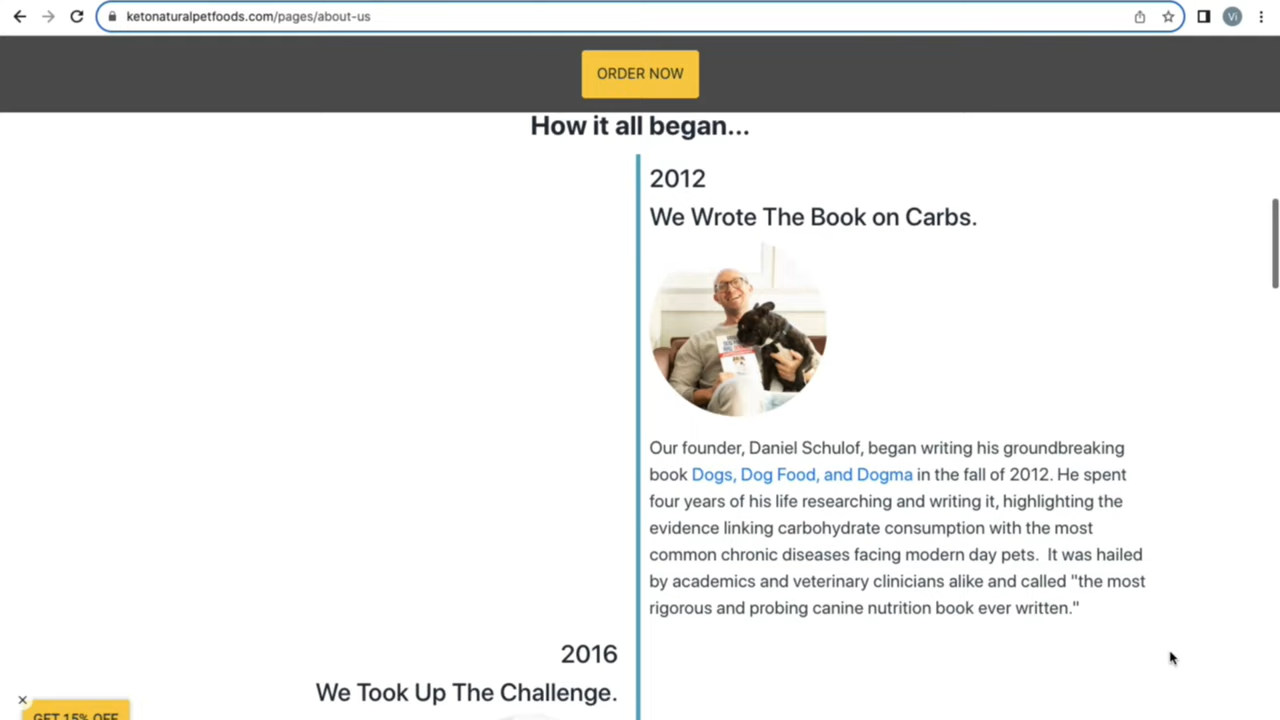 ketonaturalpetfoods.com/pages/about-us
Vi
ORDER NOW
How it all began...
2012
We Wrote The Book on Carbs.
Our founder, Daniel Schulof, began writing his groundbreaking
book Dogs, Dog Food, and Dogma in the fall of 2012. He spent
four years of his life researching and writing it, highlighting the
evidence linking carbohydrate consumption with the most
common chronic diseases facing modern day pets. It was hailed
by academics and veterinary clinicians alike and called "the most
rigorous and probing canine nutrition book ever written."
2016
We Took Up The Challenge.
GET 15% OFF